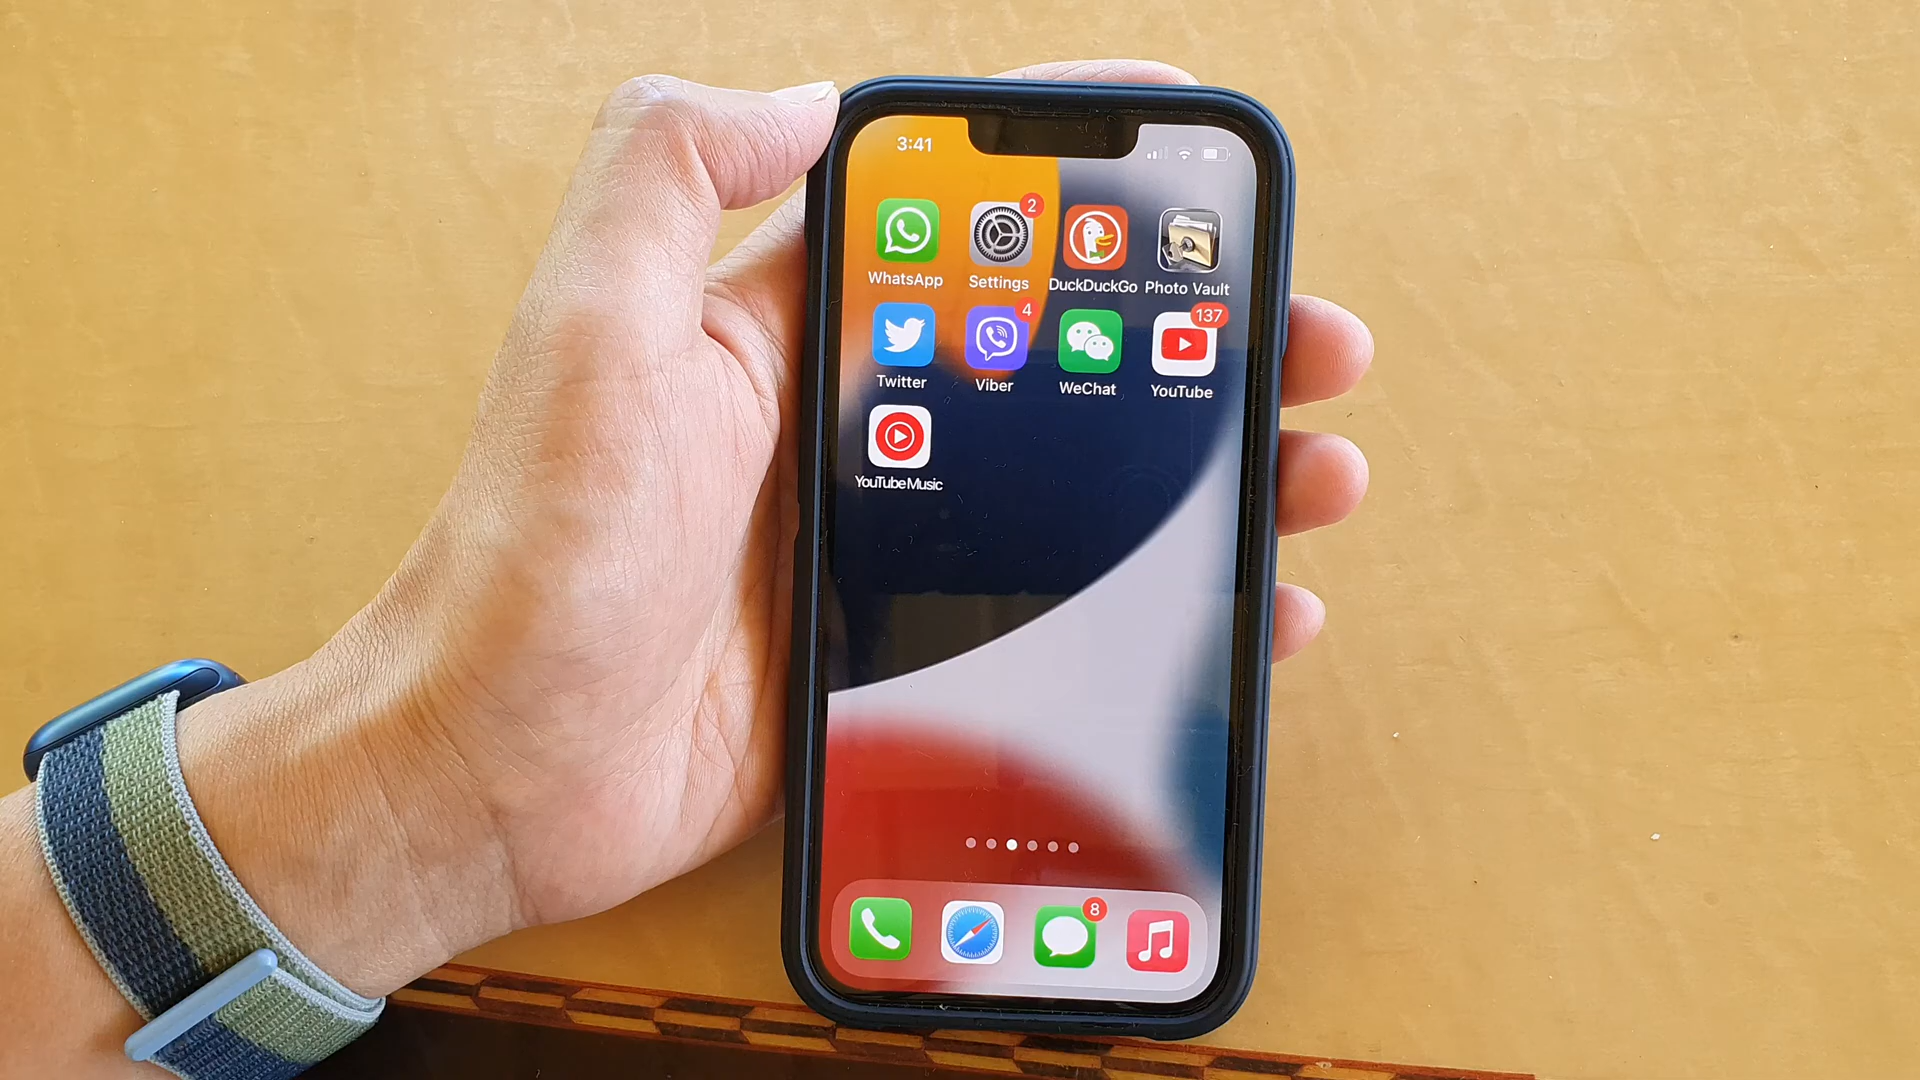 3:41
2
WhatsApp Settings DuckDuckGo Photo Vault
4 137
Twitter Viber WeChat YouTube
YouTube Music
8